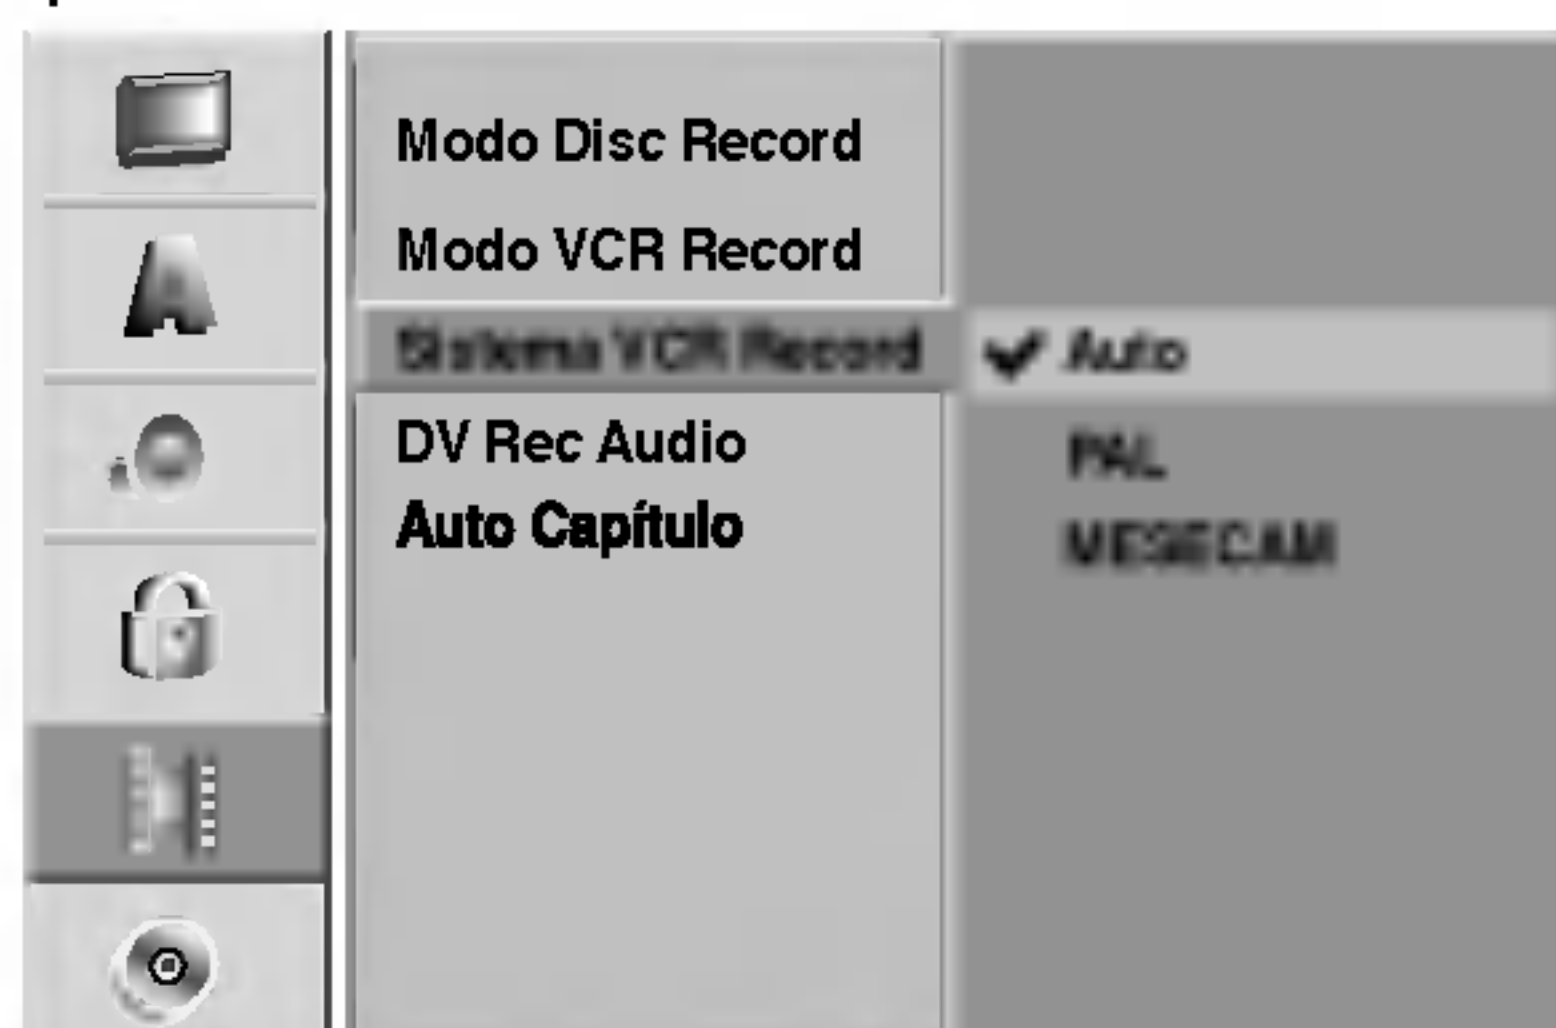 Modo Disc Record
Modo VCR Record
Sistema VCR Record
Auto
PAL
MESECAM
DV Rec Audio
Auto Capítulo